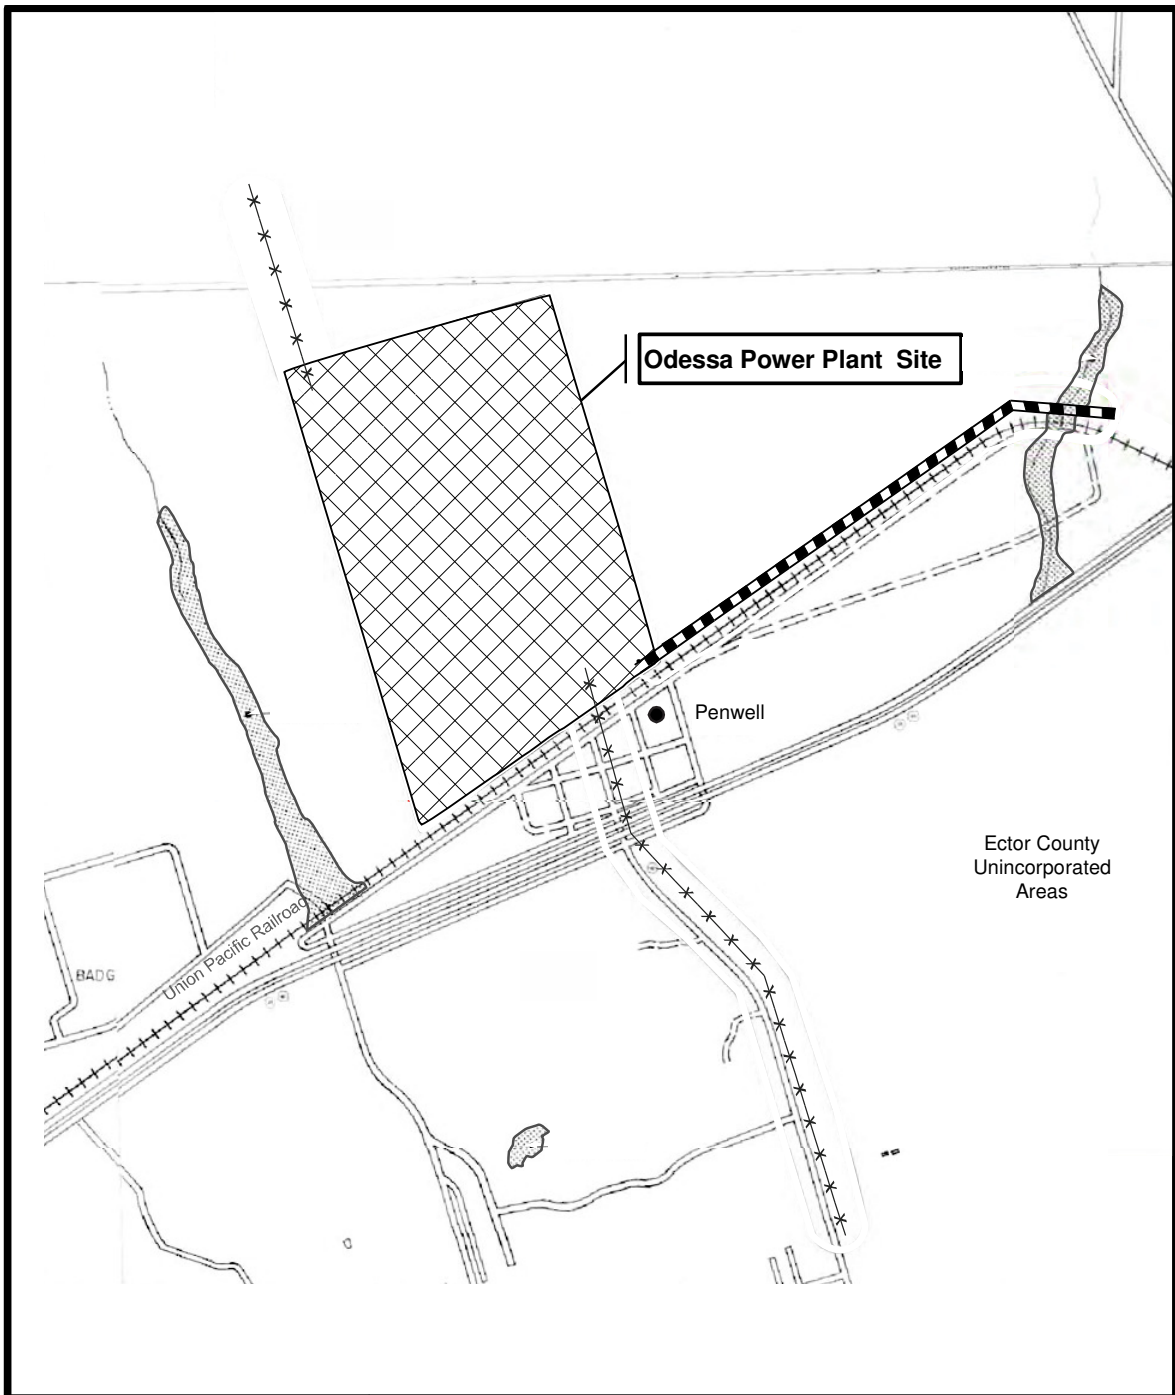 Odessa Power Plant Site
Penwell
Ector County
Unincorporated
Areas
Union Pacific Railroad
BADG